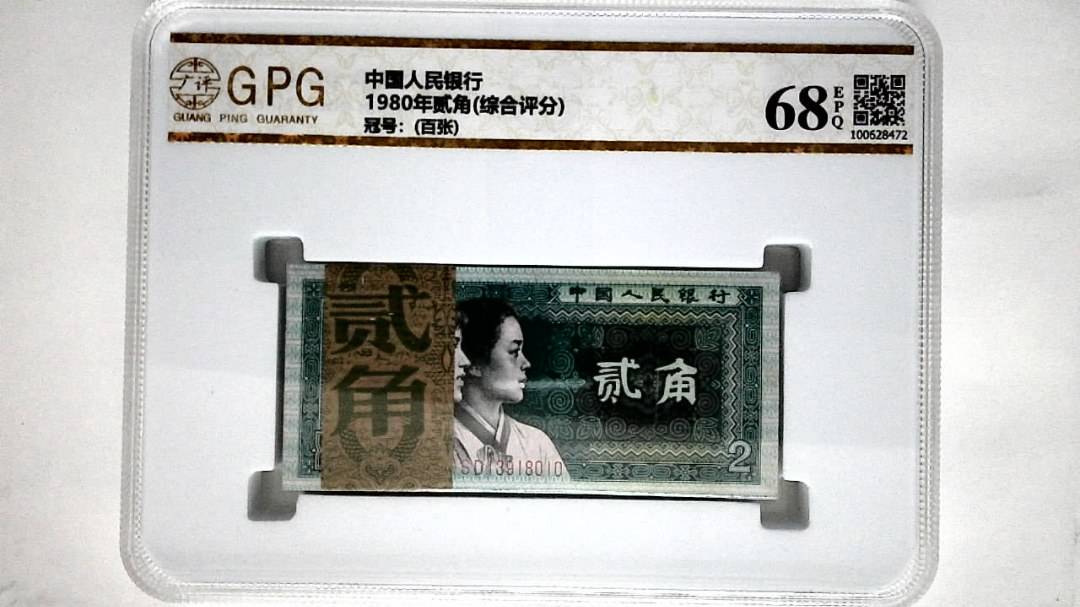 广评
GPG
GUANG PING GUARANTY
中国人民银行
1980年贰角(综合评分)
冠号：(百张)
68
EPQ
100628472
贰角
中国人民银行
贰角
2